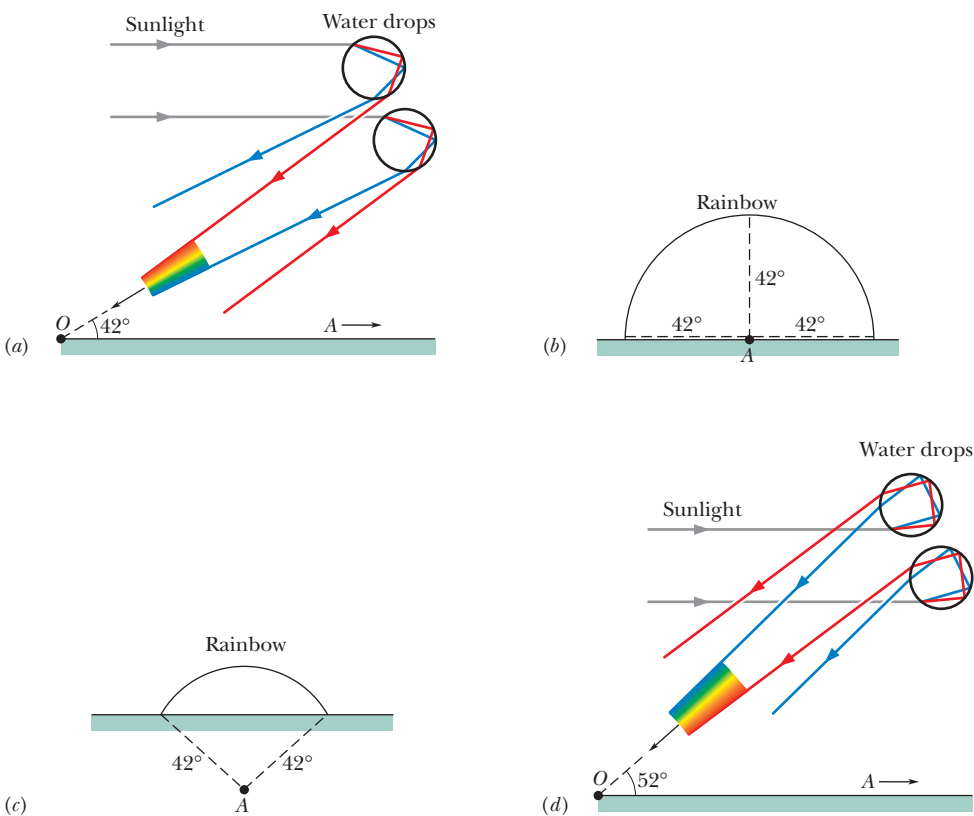 Sunlight
Water drops
O
42°
A
(a)
Rainbow
42°
42°
42°
A
(b)
Rainbow
42°
42°
A
(c)
Water drops
Sunlight
O
52°
A
(d)